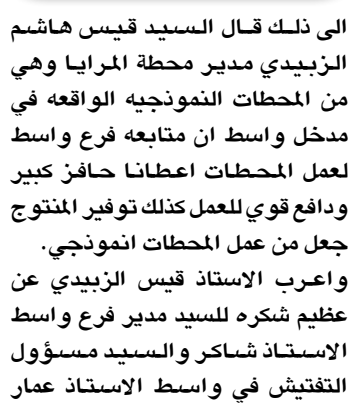 الى ذلك قال السيد قيس هاشم
الزبيدي مدير محطة المرايا وهي
من المحطات النموذجيه الواقعه في
مدخل واسط ان متابعه فرع واسط
لعمل المحطات اعطانا حافز كبير
ودافع قوي للعمل كذلك توفير المنتوج
جعل من عمل المحطات انموذجي.
واعرب الاستاذ قيس الزبيدي عن
عظيم شكره للسيد مدير فرع واسط
الاستاذ شاكر والسيد مسؤول
التفتيش في واسط الاستاذ عمار